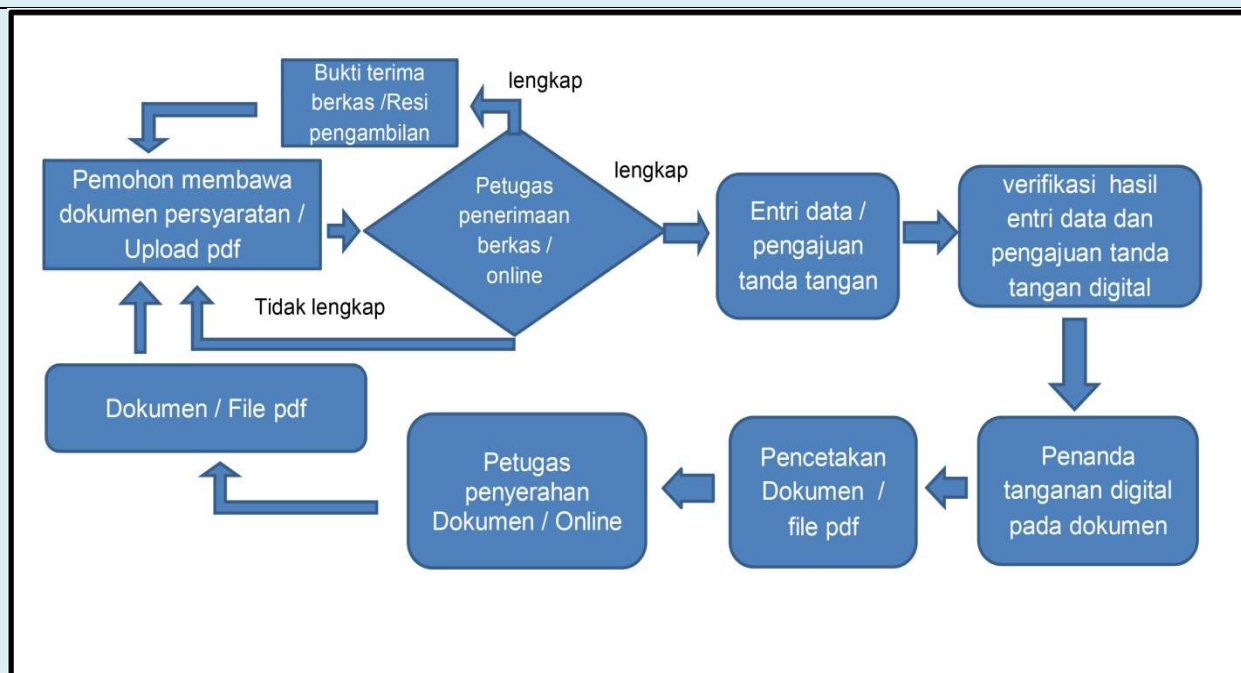 Bukti terima
berkas /Resi
pengambilan
lengkap
Pemohon membawa
dokumen persyaratan /
Upload pdf
Petugas
penerimaan
berkas /
online
lengkap
Entri data /
pengajuan
tanda tangan
verifikasi hasil
entri data dan
pengajuan tanda
tangan digital
Tidak lengkap
Dokumen / File pdf
Petugas
penyerahan
Dokumen / Online
Pencetakan
Dokumen /
file pdf
Penanda
tanganan digital
pada dokumen